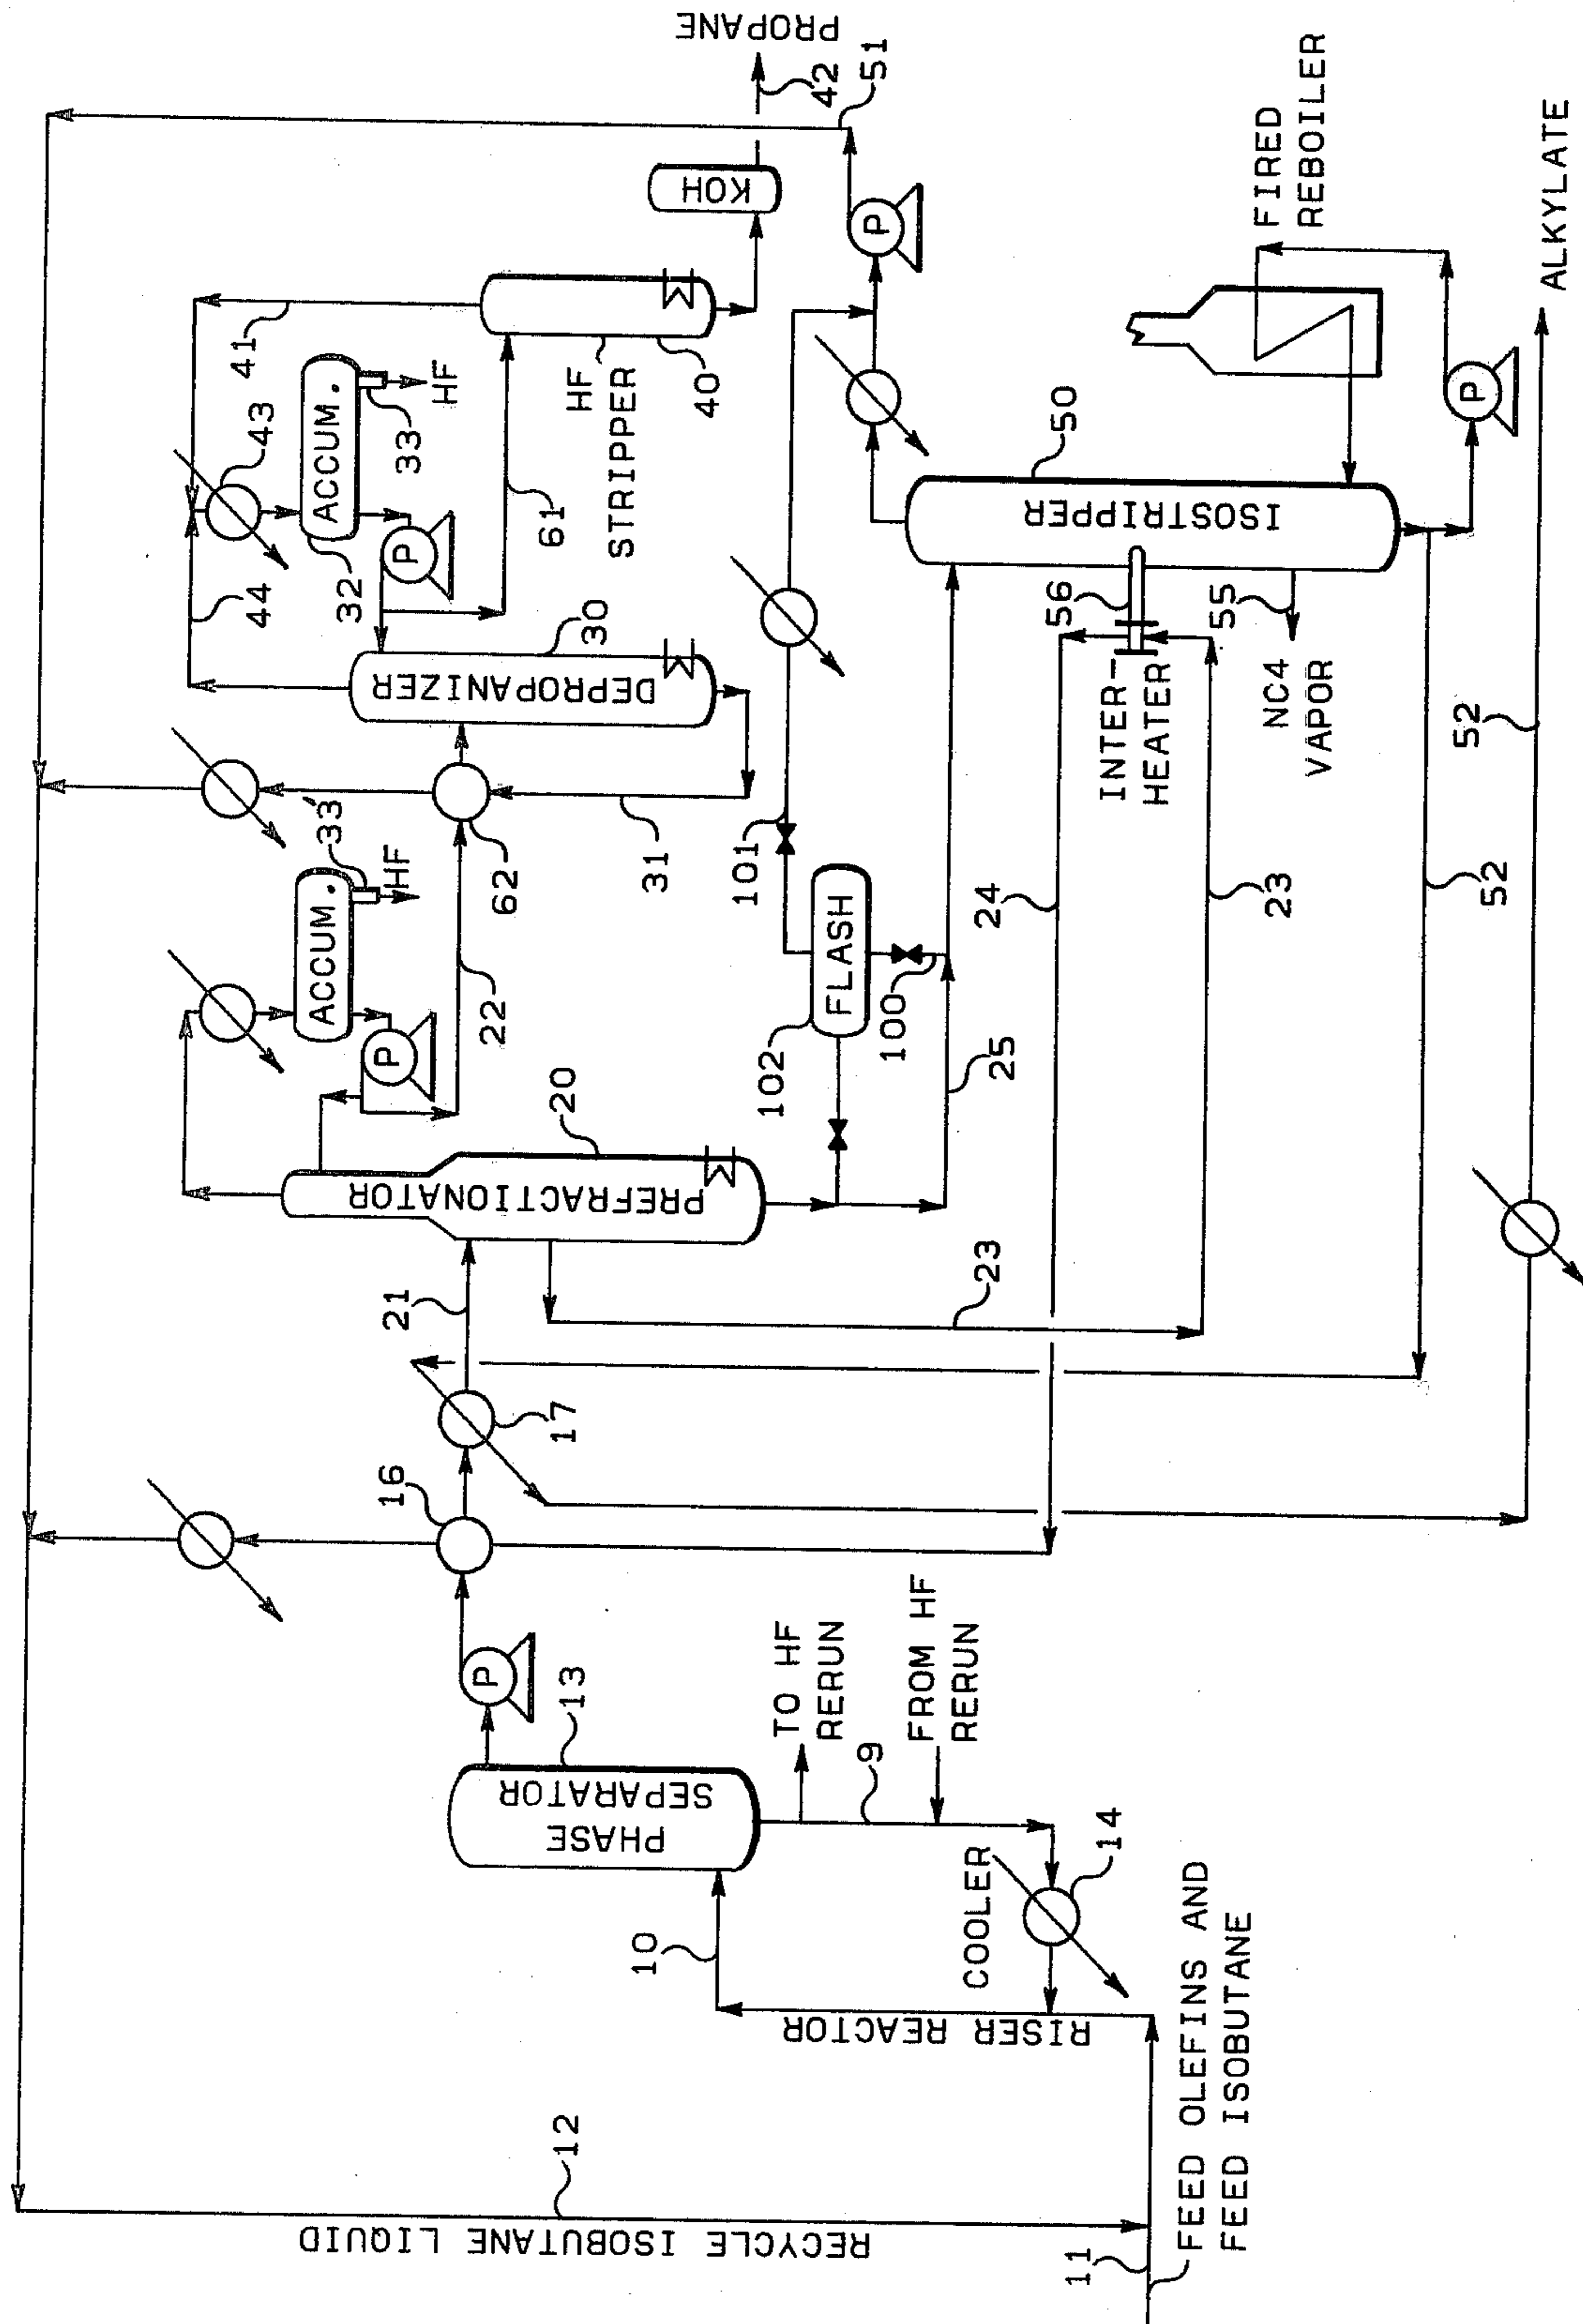 PROPANE
42
51
KOH
41
43
ACCUM.
33
HF
32
44
61
HF
STRIPPER
40
30
DEPROPANIZER
33'
ACCUM.
HF
62
31
22
P
P
P
FIRED
REBOILER
50
ISOSTRIPPER
P
ALKYLATE
56
55
INTER-
HEATER
NC4
VAPOR
52
52
101
FLASH
102
100
25
24
23
20
PREFRACTIONATOR
21
23
17
16
P
13
PHASE
SEPARATOR
TO HF
RERUN
9
FROM HF
RERUN
10
COOLER
14
RISER REACTOR
12
RECYCLE ISOBUTANE LIQUID
11
FEED OLEFINS AND
FEED ISOBUTANE